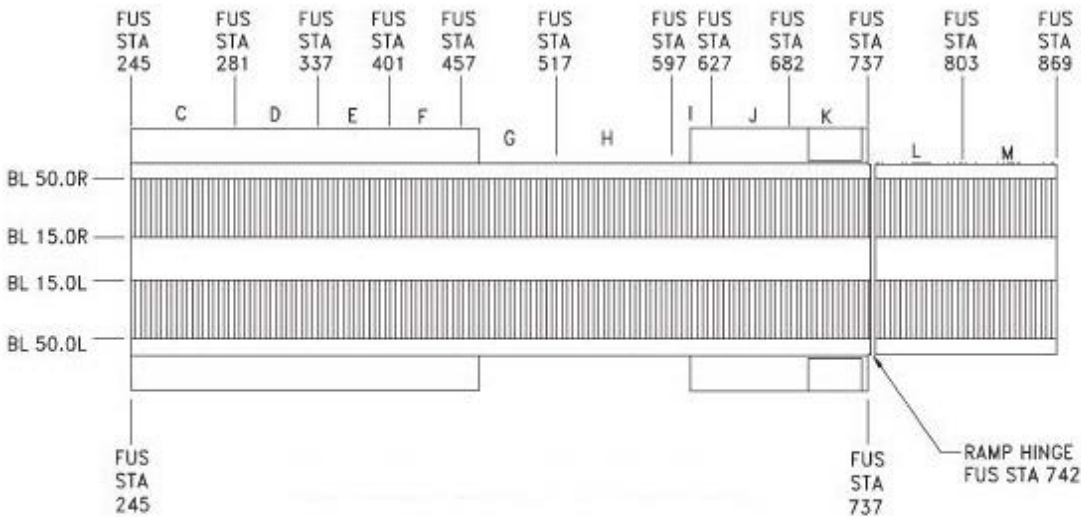 FUS STA 245
FUS STA 281
FUS STA 337
FUS STA 401
FUS STA 457
FUS STA 517
FUS STA 597
FUS STA 627
FUS STA 682
FUS STA 737
FUS STA 803
FUS STA 869
C D E F G H I J K L M
BL 50.0R
BL 15.0R
BL 15.0L
BL 50.0L
FUS STA 245
FUS STA 737
RAMP HINGE
FUS STA 742